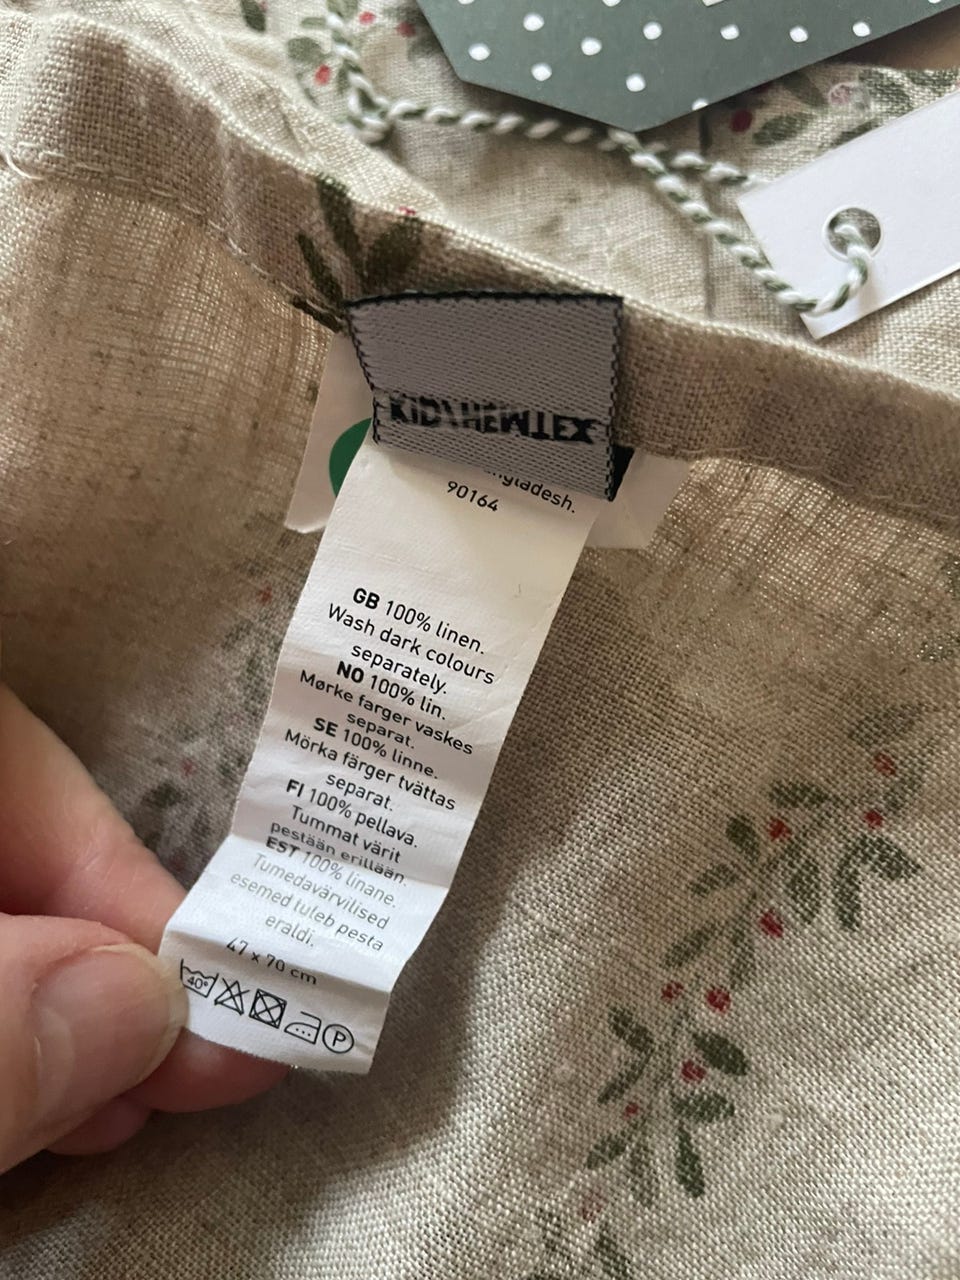 90164
GB 100% linen.
Wash dark colours
separately.
NO 100% lin.
Mørke farger vaskes
separat.
SE 100% linne.
Mörka färger tvättas
separat.
FI 100% pellava.
Tummat värit
pestään erillään.
EST 100% linane.
Tumedavärvilised
esemed tuleb pesta
eraldi.
47 x 70 cm
40°
P